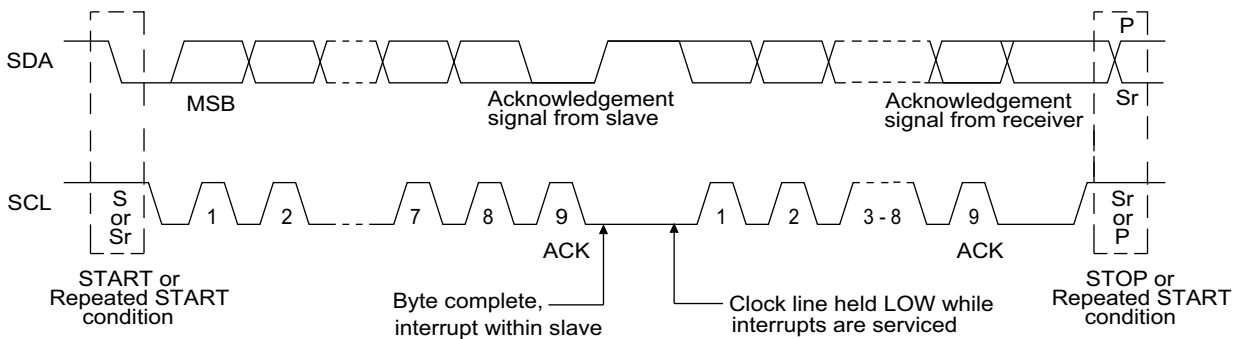 P
SDA
MSB
Acknowledgement
signal from slave
Acknowledgement
signal from receiver
Sr
SCL
S
or
Sr
1
2
7
8
9
1
2
3 - 8
9
Sr
or
P
ACK
ACK
START or
Repeated START
condition
Byte complete,
interrupt within slave
Clock line held LOW while
interrupts are serviced
STOP or
Repeated START
condition